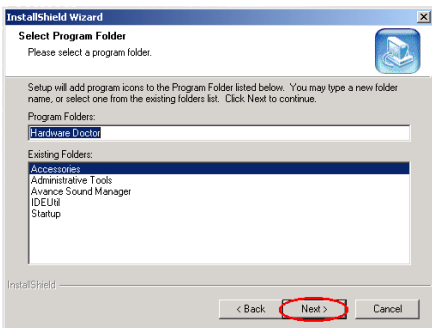 InstallShield Wizard
Select Program Folder
Please select a program folder.
Setup will add program icons to the Program Folder listed below. You may type a new folder
name, or select one from the existing folders list. Click Next to continue.
Program Folders:
Hardware Doctor
Existing Folders:
Accessories
Administrative Tools
Avance Sound Manager
IDEUtil
Startup
InstallShield
< Back Next > Cancel